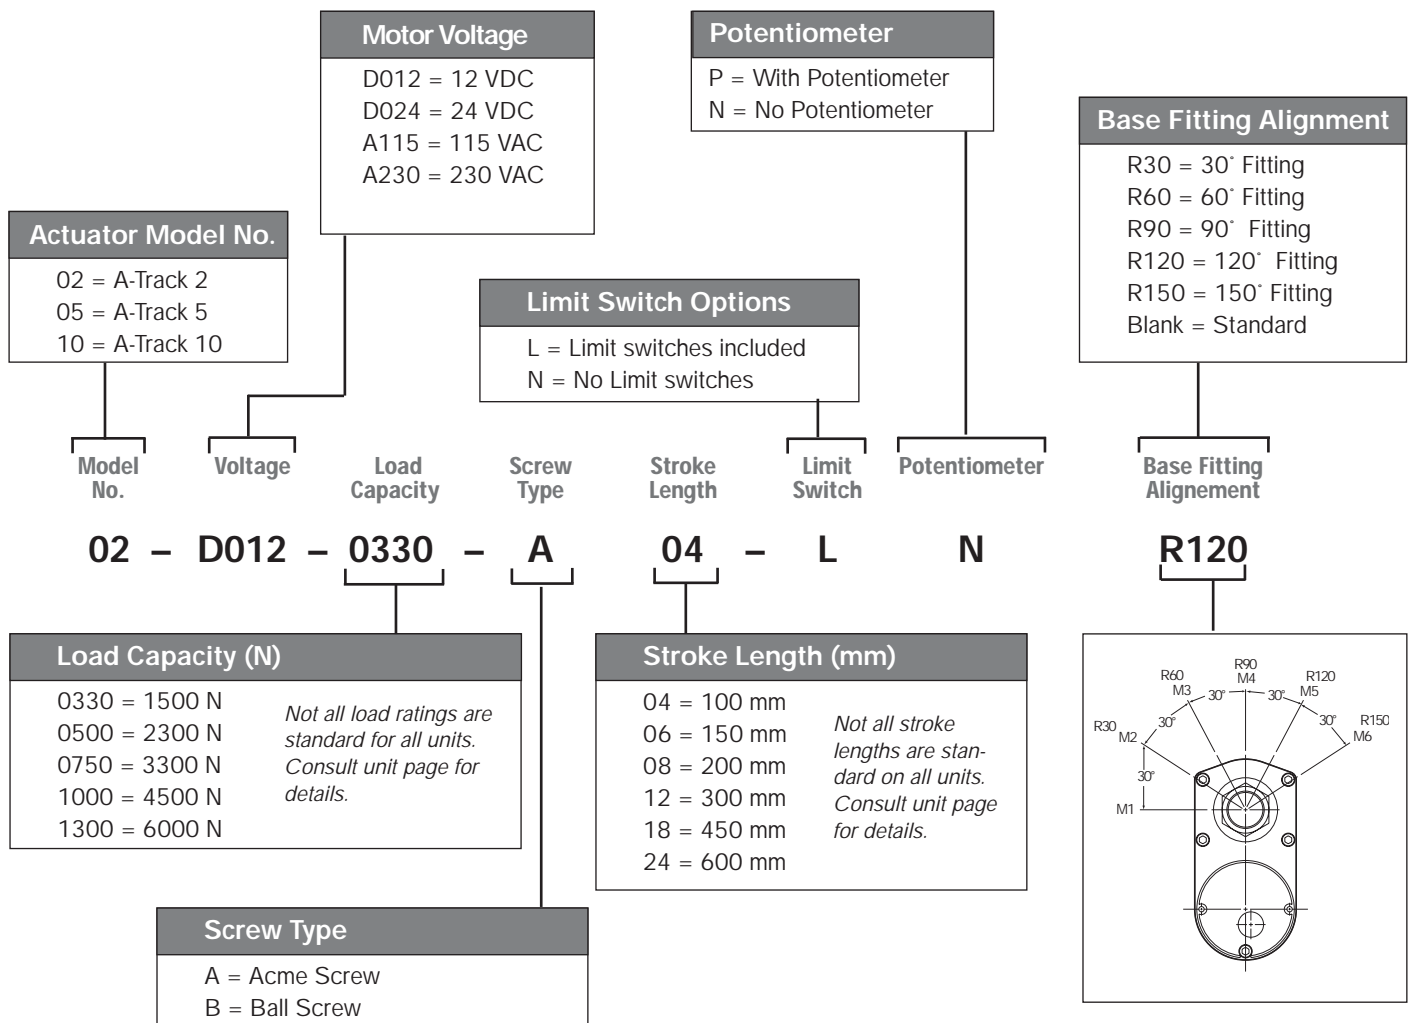 Motor Voltage
D012 = 12 VDC
D024 = 24 VDC
A115 = 115 VAC
A230 = 230 VAC
Potentiometer
P = With Potentiometer
N = No Potentiometer
Base Fitting Alignment
R30 = 30˚ Fitting
R60 = 60˚ Fitting
R90 = 90˚ Fitting
R120 = 120˚ Fitting
R150 = 150˚ Fitting
Blank = Standard
Actuator Model No.
02 = A-Track 2
05 = A-Track 5
10 = A-Track 10
Limit Switch Options
L = Limit switches included
N = No Limit switches
Model
No.
Voltage
Load
Capacity
Screw
Type
Stroke
Length
Limit
Switch
Potentiometer
Base Fitting
Alignement
02 – D012 – 0330 – A 04 – L N R120
Load Capacity (N)
0330 = 1500 N
0500 = 2300 N
0750 = 3300 N
1000 = 4500 N
1300 = 6000 N
Not all load ratings are
standard for all units.
Consult unit page for
details.
Stroke Length (mm)
04 = 100 mm
06 = 150 mm
08 = 200 mm
12 = 300 mm
18 = 450 mm
24 = 600 mm
Not all stroke
lengths are stan-
dard on all units.
Consult unit page
for details.
R90
M4
R60
M3
R120
M5
30°
30°
R30
M2
30°
30°
R150
M6
30°
M1
Screw Type
A = Acme Screw
B = Ball Screw